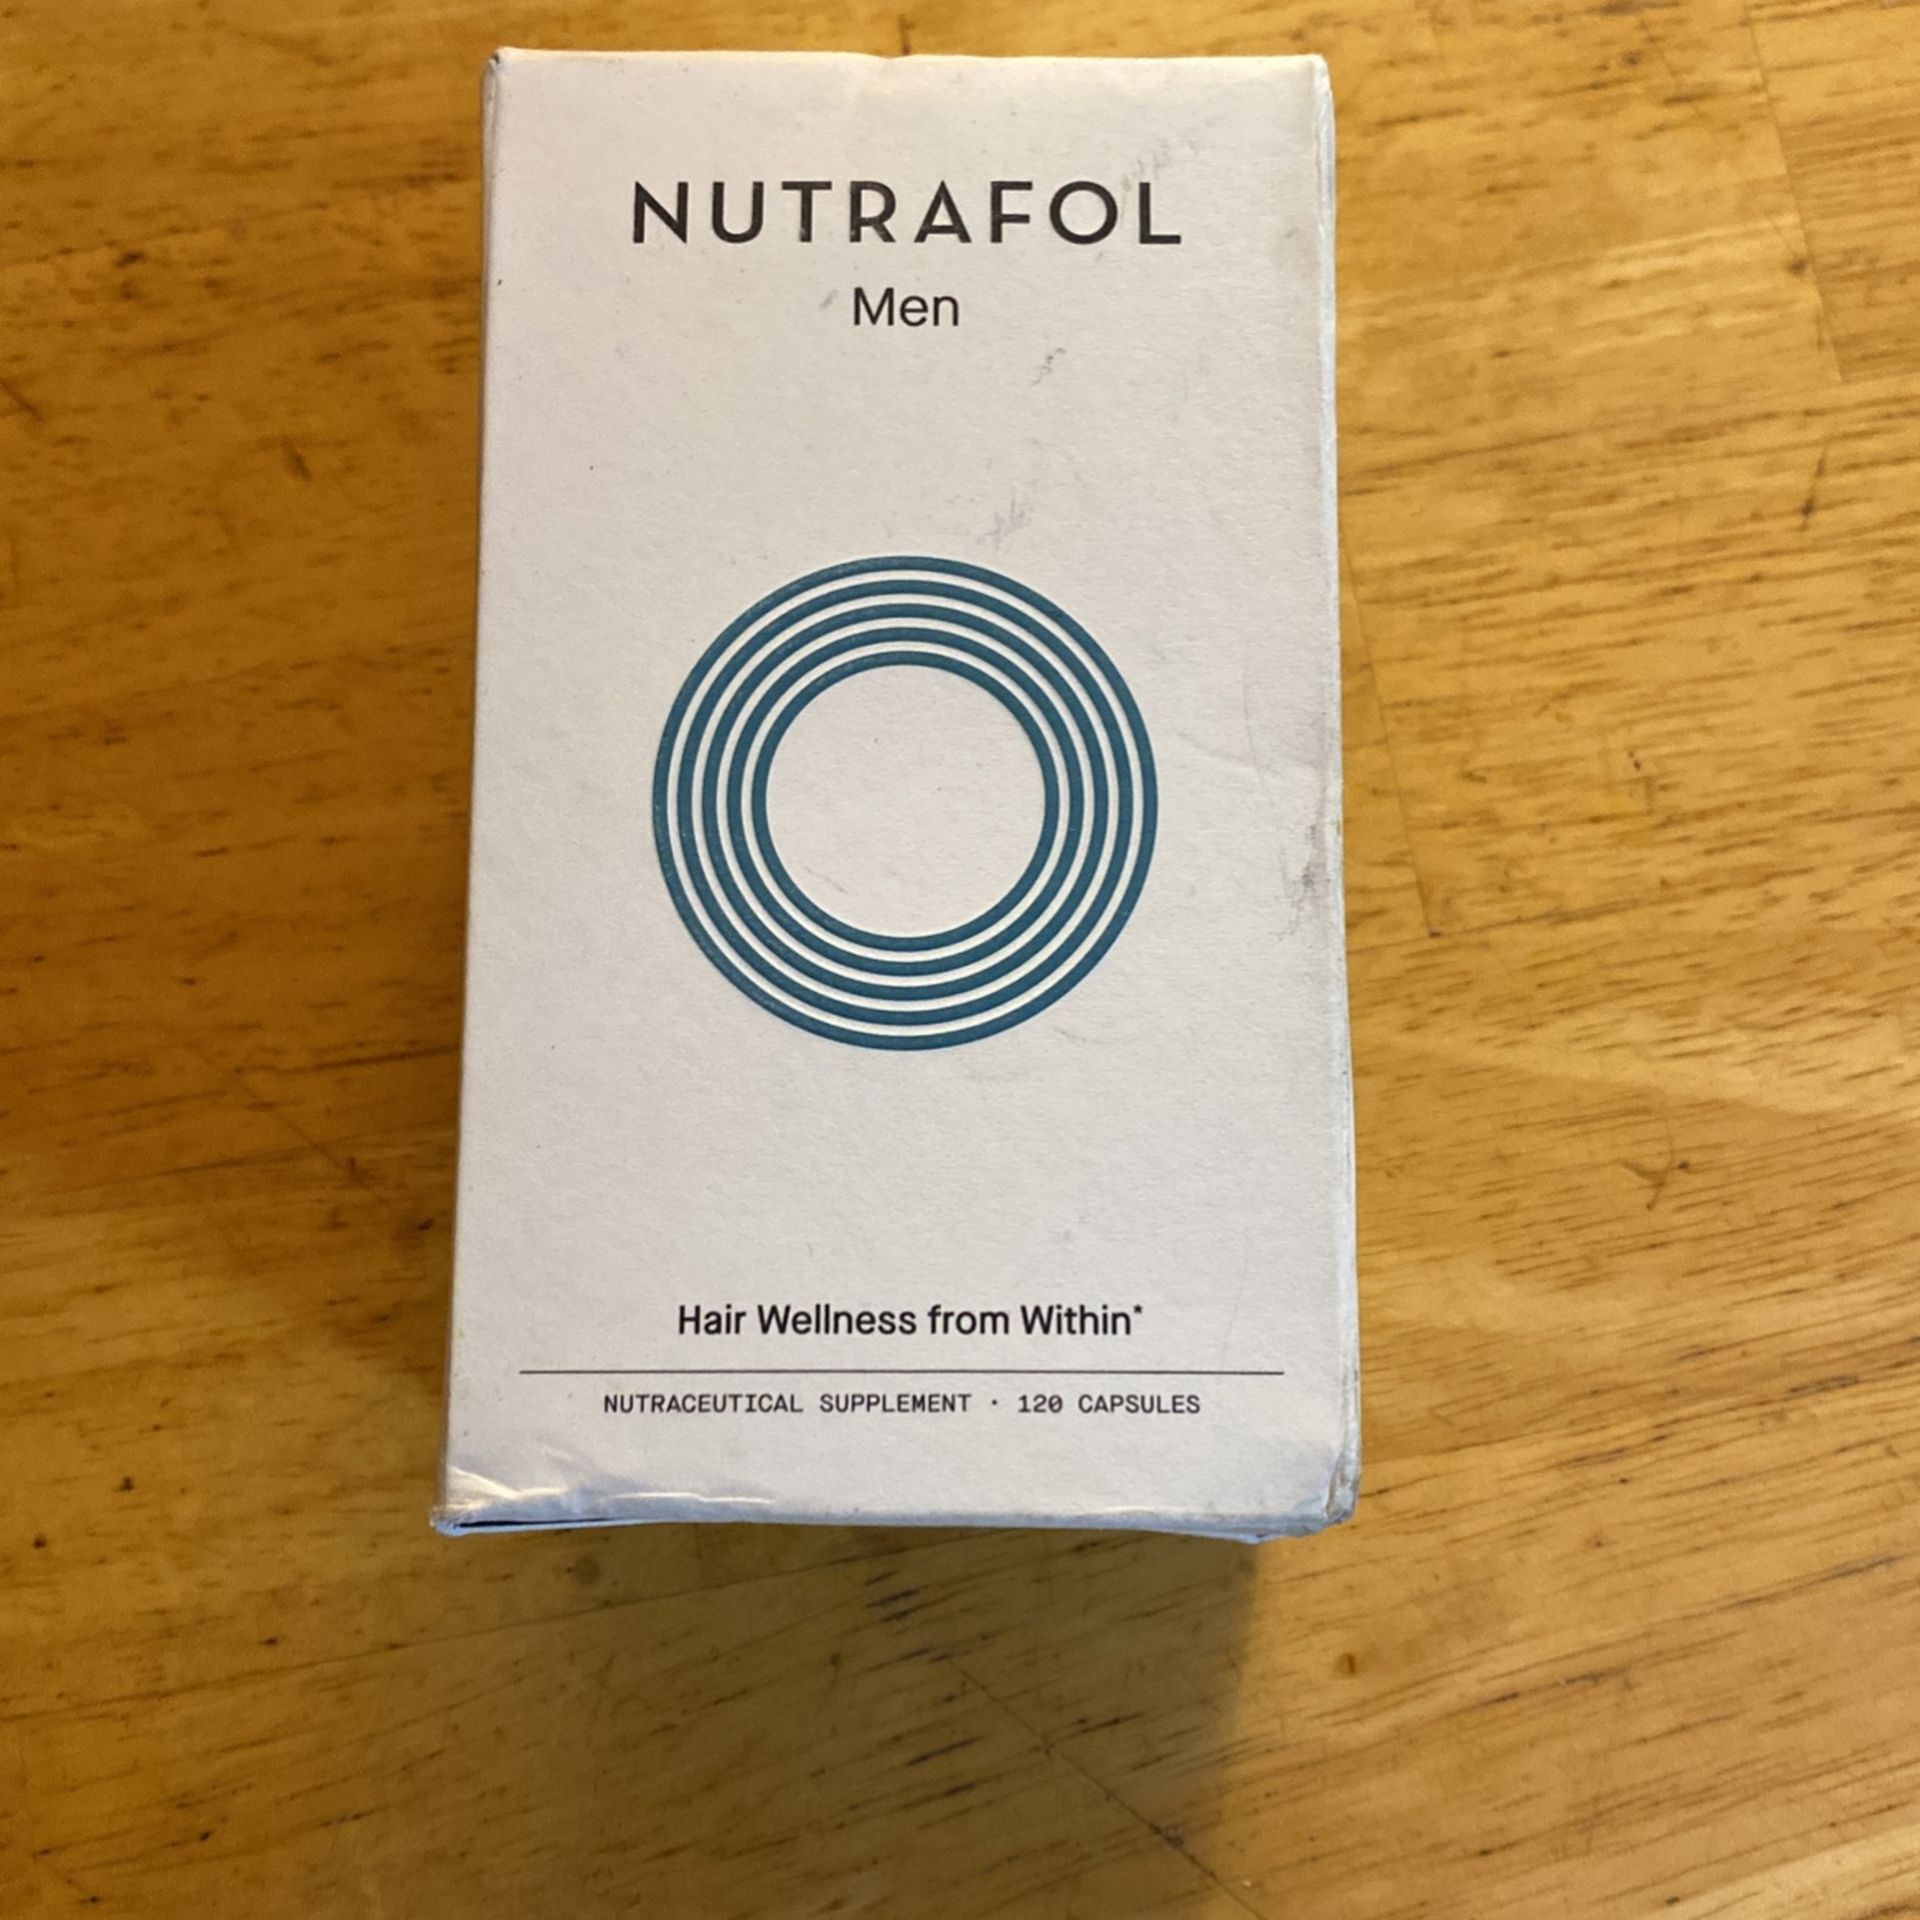 NUTRAFOL
Men
Hair Wellness from Within*
NUTRACEUTICAL SUPPLEMENT · 120 CAPSULES